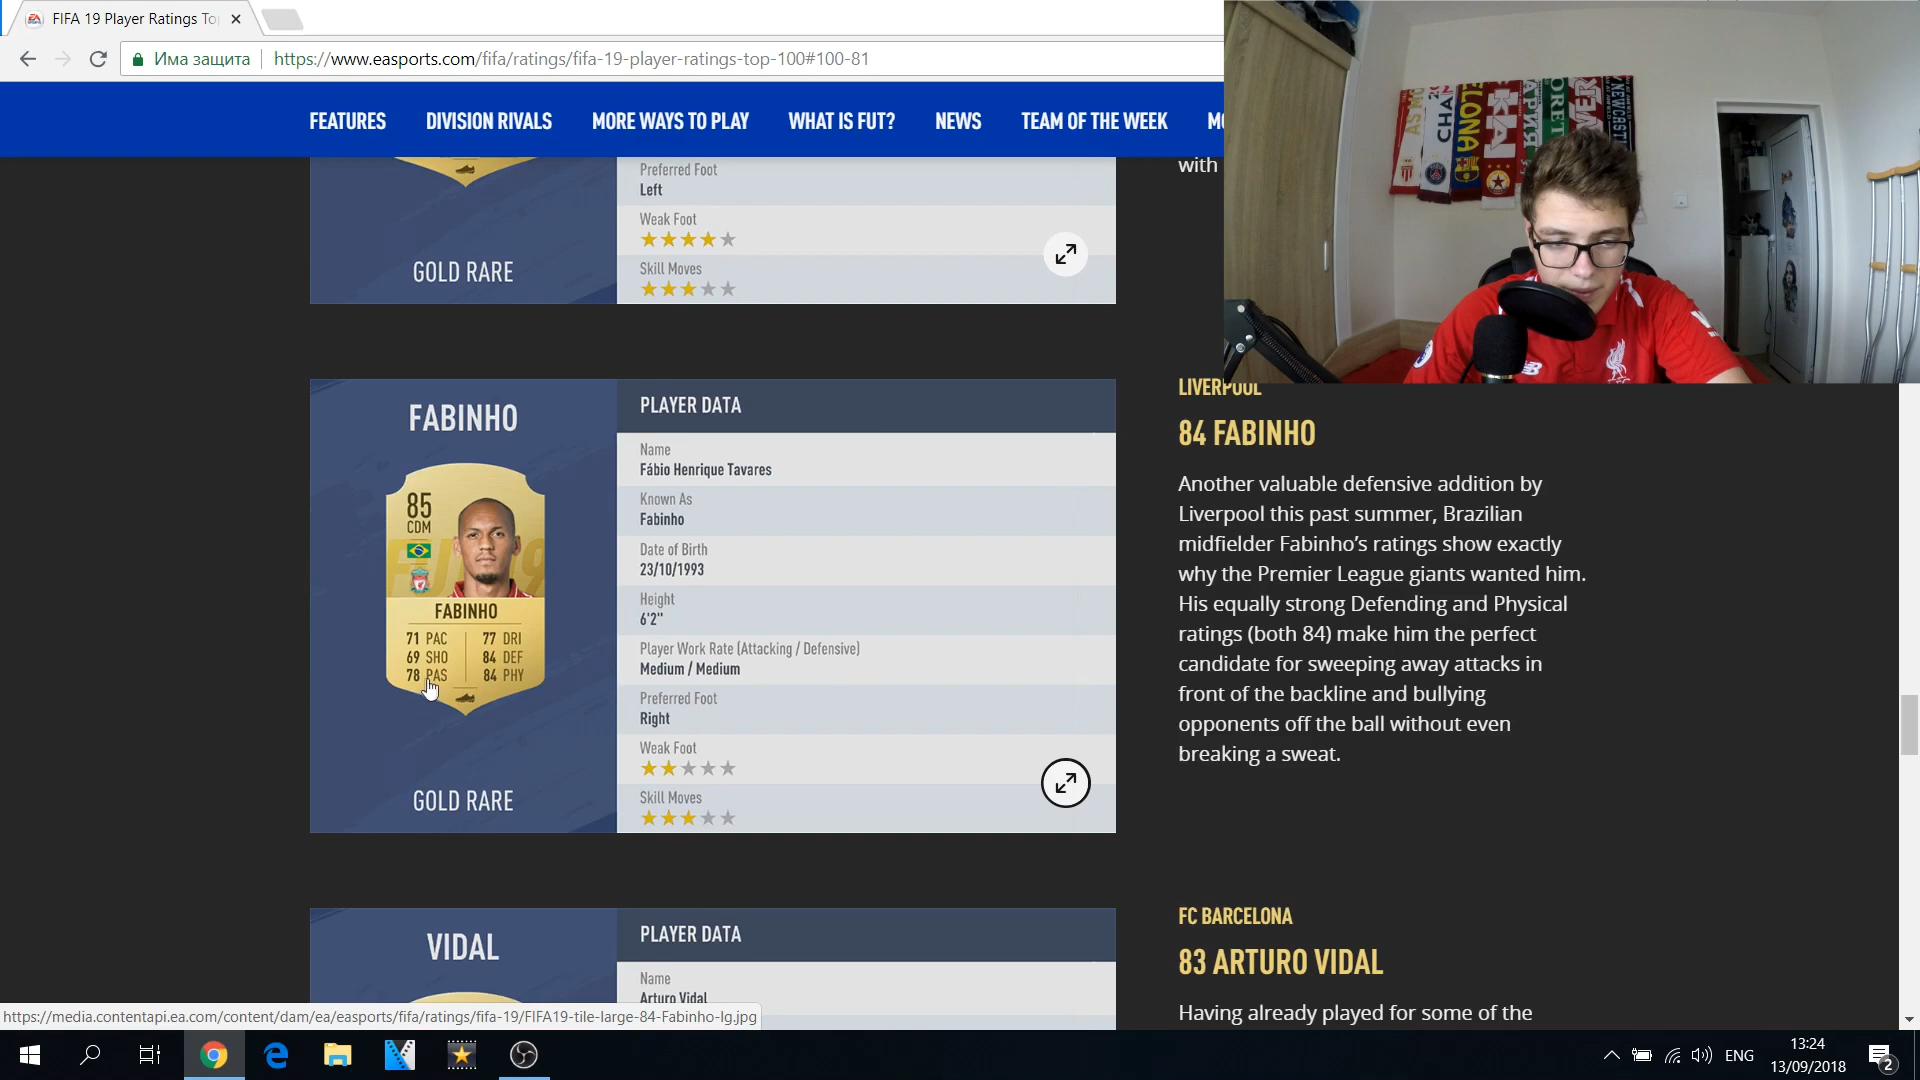 FIFA 19 Player Ratings To
Има защита
https://www.easports.com/fifa/ratings/fifa-19-player-ratings-top-100#100-81
FEATURES
DIVISION RIVALS
MORE WAYS TO PLAY
WHAT IS FUT?
NEWS
TEAM OF THE WEEK
GOLD RARE
Preferred Foot
Left
Weak Foot
Skill Moves
with
FABINHO
85
CDM
FABINHO
71 PAC
77 DRI
69 SHO
84 DEF
78 PAS
84 PHY
GOLD RARE
PLAYER DATA
Name
Fábio Henrique Tavares
Known As
Fabinho
Date of Birth
23/10/1993
Height
6'2"
Player Work Rate (Attacking / Defensive)
Medium / Medium
Preferred Foot
Right
Weak Foot
Skill Moves
LIVERPOOL
84 FABINHO
Another valuable defensive addition by
Liverpool this past summer, Brazilian
midfielder Fabinho’s ratings show exactly
why the Premier League giants wanted him.
His equally strong Defending and Physical
ratings (both 84) make him the perfect
candidate for sweeping away attacks in
front of the backline and bullying
opponents off the ball without even
breaking a sweat.
VIDAL
PLAYER DATA
Name
Arturo Vidal
FC BARCELONA
83 ARTURO VIDAL
Having already played for some of the
https://media.contentapi.ea.com/content/dam/ea/easports/fifa/ratings/fifa-19/FIFA19-tile-large-84-Fabinho-lg.jpg
ENG
13:24
13/09/2018
2